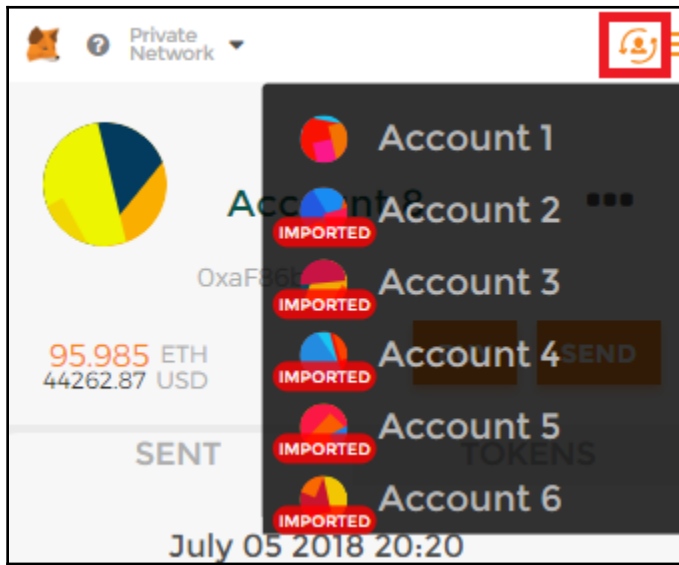 Private
Network
Account 1
Account 8
Account 2
IMPORTED
0xaF86b
Account 3
IMPORTED
95.985 ETH
Account 4
SEND
44262.87 USD
IMPORTED
Account 5
SENT
IMPORTED
TOKENS
Account 6
IMPORTED
July 05 2018 20:20